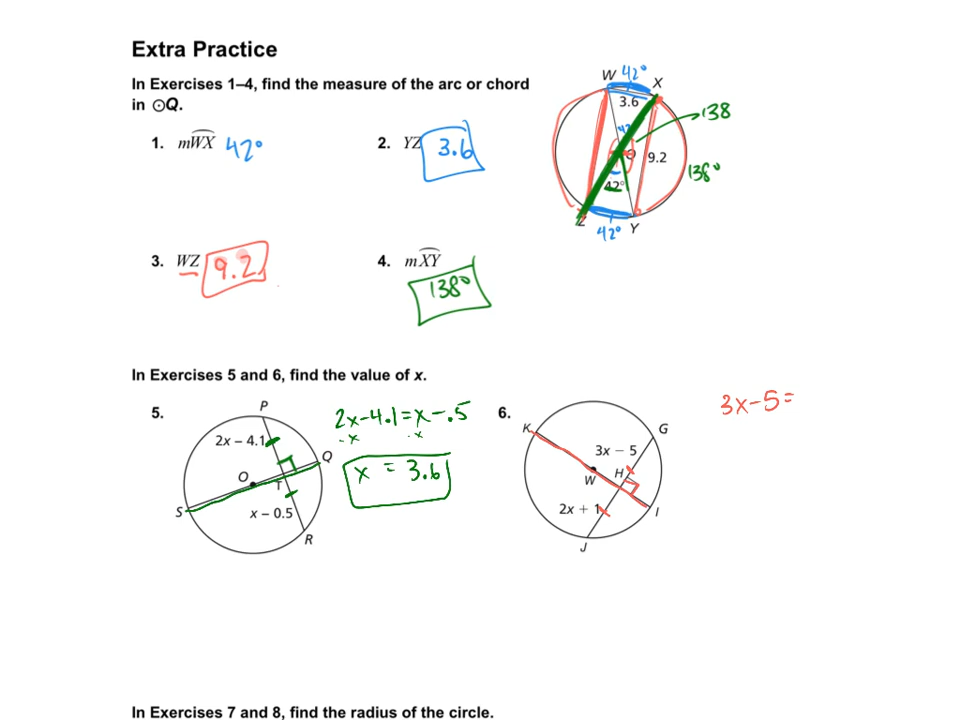 Extra Practice
In Exercises 1–4, find the measure of the arc or chord
in ⊙Q.
1. mWX 42°
2. YZ 3.6
3. WZ 9.2
4. mXY
138°
W 42° X
3.6
138
9.2
138°
42°
Z 42° Y
In Exercises 5 and 6, find the value of x.
5.
P
2x – 4.1
Q
O
T
S
x – 0.5
R
2x-4.1=x-.5
-x -x
x = 3.6
6.
K
G
3x – 5
H
W
2x + 1
I
J
3x-5=
In Exercises 7 and 8, find the radius of the circle.